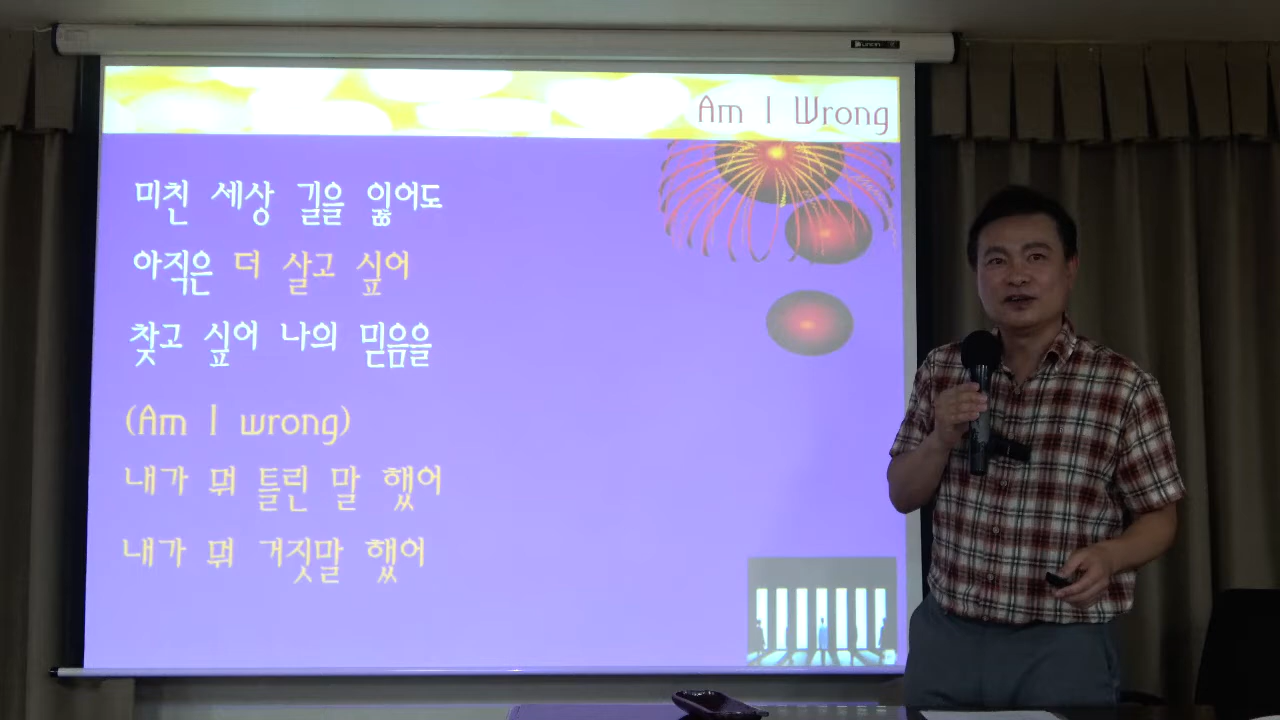 Am I Wrong
미친 세상 길을 잃어도
아직은 더 살고 싶어
찾고 싶어 나의 믿음을
(Am I wrong)
내가 뭐 틀린 말 했어
내가 뭐 거짓말 했어